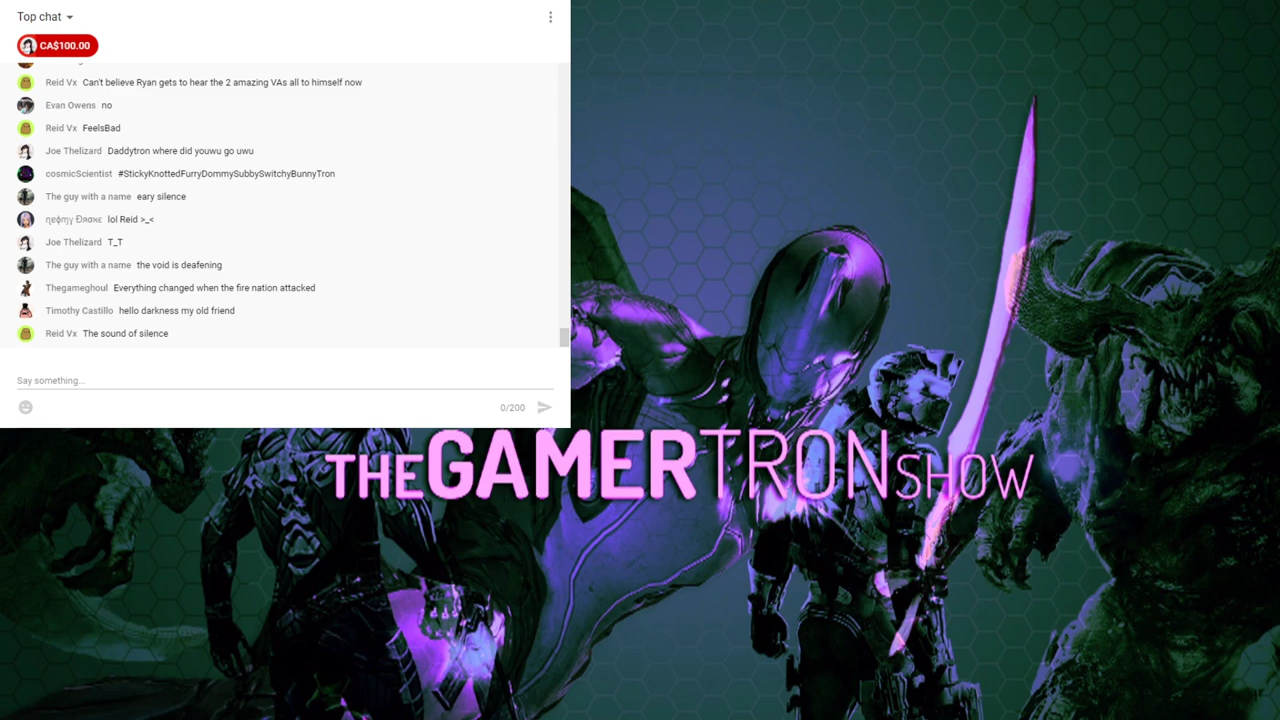 Top chat
CA$100.00
Reid Vx Can't believe Ryan gets to hear the 2 amazing VAs all to himself now
Evan Owens no
Reid Vx FeelsBad
Joe Thelizard Daddytron where did youwu go uwu
cosmicScientist #StickyKnottedFurryDommySubbySwitchyBunnyTron
The guy with a name eary silence
lol Reid >_<
Joe Thelizard T_T
The guy with a name the void is deafening
Thegameghoul Everything changed when the fire nation attacked
Timothy Castillo hello darkness my old friend
Reid Vx The sound of silence
Say something...
0/200
THEGAMERTRONSHOW